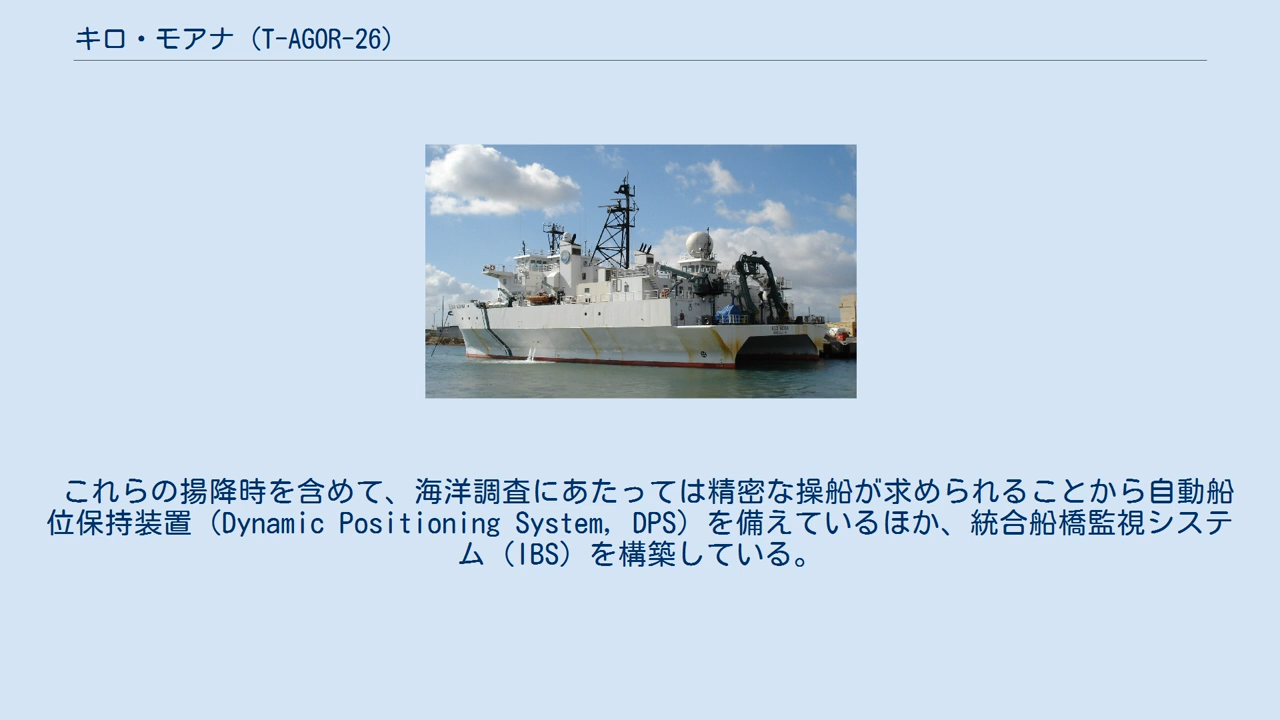 キロ・モアナ（T-AGOR-26）
これらの揚降時を含めて、海洋調査にあたっては精密な操船が求められることから自動船
位保持装置（Dynamic Positioning System, DPS）を備えているほか、統合船橋監視システ
ム（IBS）を構築している。